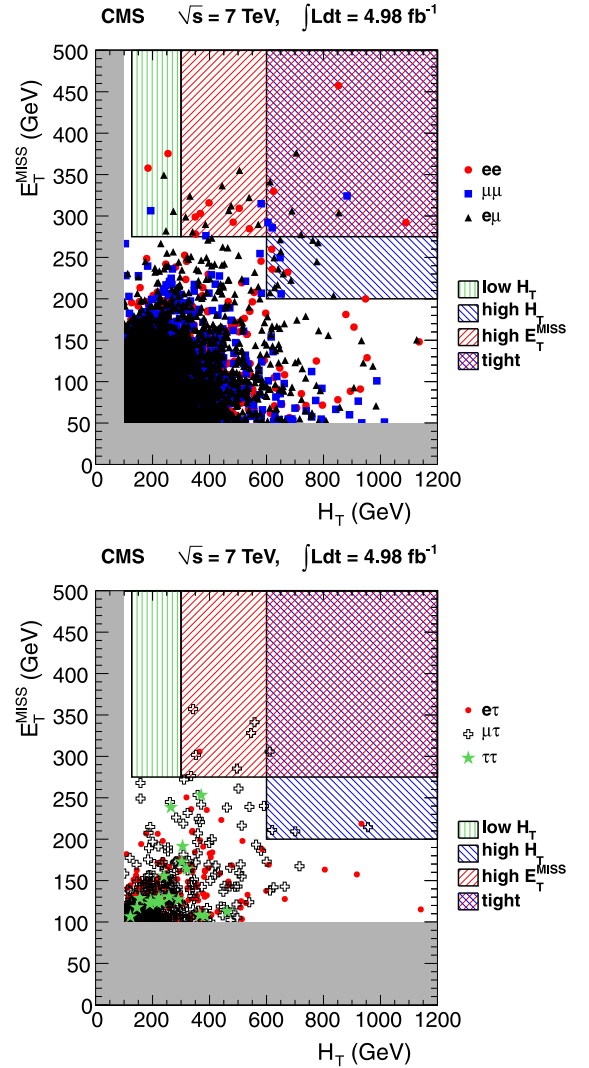 CMS √s = 7 TeV, ∫Ldt = 4.98 fb⁻¹
E_T^MISS (GeV)
500
450
400
350
300
250
200
150
100
50
0
ee
μμ
eμ
low H_T
high H_T
high E_T^MISS
tight
0 200 400 600 800 1000 1200
H_T (GeV)
CMS √s = 7 TeV, ∫Ldt = 4.98 fb⁻¹
E_T^MISS (GeV)
500
450
400
350
300
250
200
150
100
50
0
eτ
μτ
ττ
low H_T
high H_T
high E_T^MISS
tight
0 200 400 600 800 1000 1200
H_T (GeV)